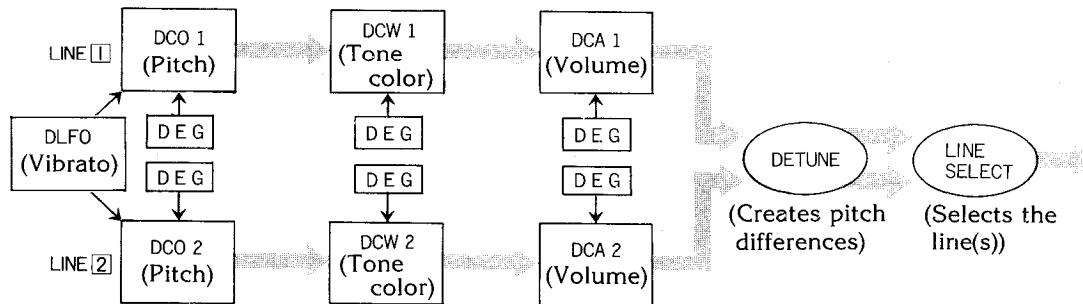 LINE 1
DCO 1
(Pitch)
DCW 1
(Tone
color)
DCA 1
(Volume)
DEG
DEG
DEG
DLFO
(Vibrato)
DEG
DEG
DEG
DETUNE
(Creates pitch
differences)
LINE
SELECT
(Selects the
line(s))
LINE 2
DCO 2
(Pitch)
DCW 2
(Tone
color)
DCA 2
(Volume)